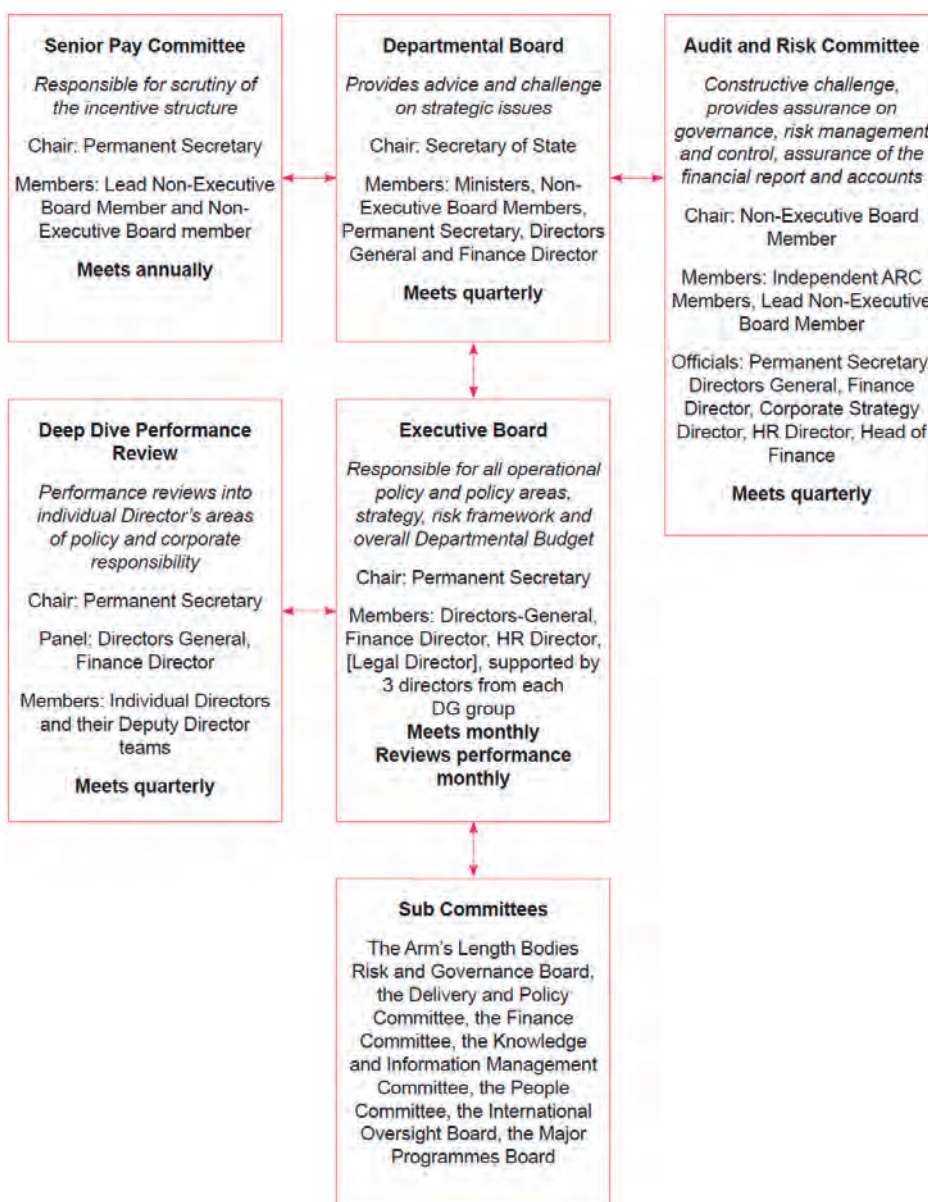 Senior Pay Committee
Responsible for scrutiny of
the incentive structure
Chair: Permanent Secretary
Members: Lead Non-Executive
Board Member and Non-
Executive Board member
Meets annually
Departmental Board
Provides advice and challenge
on strategic issues
Chair: Secretary of State
Members: Ministers, Non-
Executive Board Members,
Permanent Secretary, Directors
General and Finance Director
Meets quarterly
Audit and Risk Committee
Constructive challenge,
provides assurance on
governance, risk management
and control, assurance of the
financial report and accounts
Chair: Non-Executive Board
Member
Members: Independent ARC
Members, Lead Non-Executive
Board Member
Officials: Permanent Secretary
Directors General, Finance
Director, Corporate Strategy
Director, HR Director, Head of
Finance
Meets quarterly
Deep Dive Performance
Review
Performance reviews into
individual Director's areas
of policy and corporate
responsibility
Chair: Permanent Secretary
Panel: Directors General,
Finance Director
Members: Individual Directors
and their Deputy Director
teams
Meets quarterly
Executive Board
Responsible for all operational
policy and policy areas,
strategy, risk framework and
overall Departmental Budget
Chair: Permanent Secretary
Members: Directors-General,
Finance Director, HR Director,
[Legal Director], supported by
3 directors from each
DG group
Meets monthly
Reviews performance
monthly
Sub Committees
The Arm's Length Bodies
Risk and Governance Board,
the Delivery and Policy
Committee, the Finance
Committee, the Knowledge
and Information Management
Committee, the People
Committee, the International
Oversight Board, the Major
Programmes Board